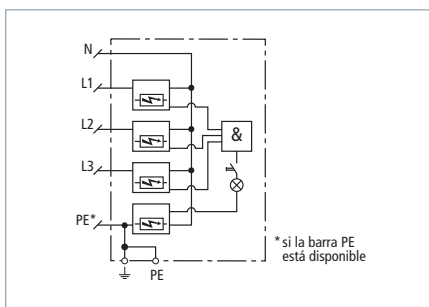 N
L1
L2
&
L3
PE*
PE
* si la barra PE
está disponible